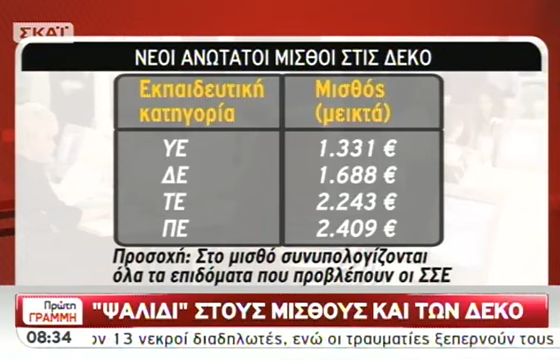 ΣΚΑΪ
ΝΕΟΙ ΑΝΩΤΑΤΟΙ ΜΙΣΘΟΙ ΣΤΙΣ ΔΕΚΟ
Εκπαιδευτική κατηγορία Μισθός (μεικτά)
ΥΕ 1.331 €
ΔΕ 1.688 €
ΤΕ 2.243 €
ΠΕ 2.409 €
Προσοχή: Στο μισθό συνυπολογίζονται
όλα τα επιδόματα που προβλέπουν οι ΣΣΕ
Πρώτη ΓΡΑΜΜΗ
"ΨΑΛΙΔΙ" ΣΤΟΥΣ ΜΙΣΘΟΥΣ ΚΑΙ ΤΩΝ ΔΕΚΟ
08:34 ον 13 νεκροί διαδηλωτές, ενώ οι τραυματίες ξεπερνούν τους